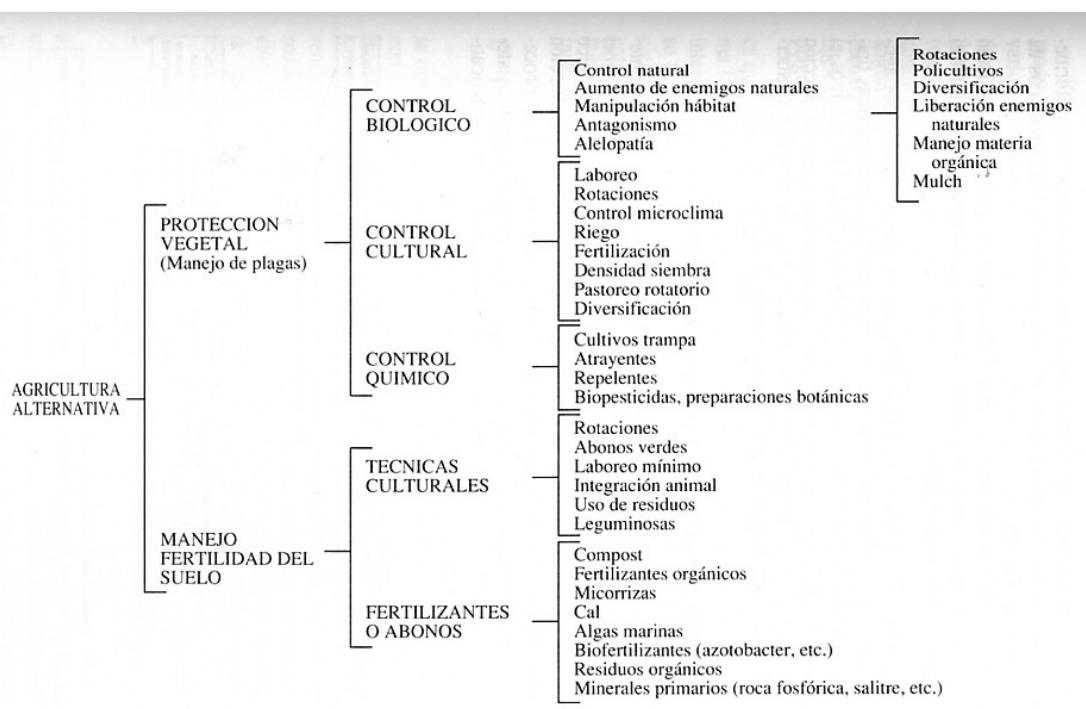 AGRICULTURA
ALTERNATIVA
PROTECCION
VEGETAL
(Manejo de plagas)
CONTROL
BIOLOGICO
Control natural
Aumento de enemigos naturales
Manipulación hábitat
Antagonismo
Alelopatía
Rotaciones
Policultivos
Diversificación
Liberación enemigos
naturales
Manejo materia
orgánica
Mulch
CONTROL
CULTURAL
Laboreo
Rotaciones
Control microclima
Riego
Fertilización
Densidad siembra
Pastoreo rotatorio
Diversificación
CONTROL
QUIMICO
Cultivos trampa
Atrayentes
Repelentes
Biopesticidas, preparaciones botánicas
MANEJO
FERTILIDAD DEL
SUELO
TECNICAS
CULTURALES
Rotaciones
Abonos verdes
Laboreo mínimo
Integración animal
Uso de residuos
Leguminosas
FERTILIZANTES
O ABONOS
Compost
Fertilizantes orgánicos
Micorrizas
Cal
Algas marinas
Biofertilizantes (azotobacter, etc.)
Residuos orgánicos
Minerales primarios (roca fosfórica, salitre, etc.)